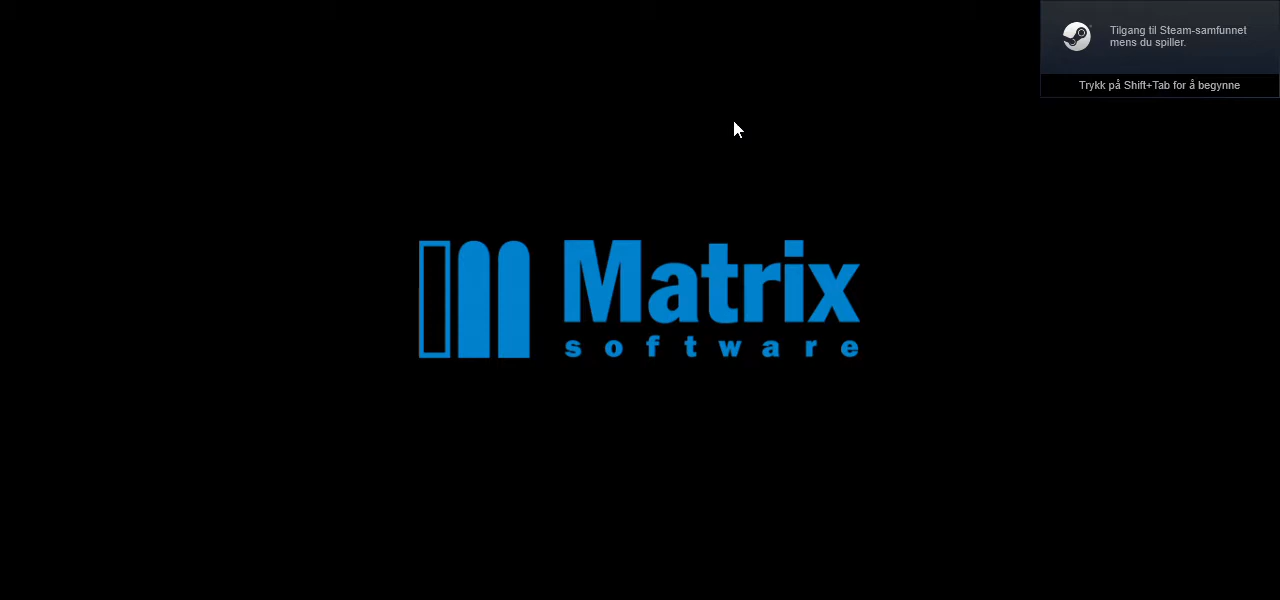 Tilgang til Steam-samfunnet
mens du spiller.
Trykk på Shift+Tab for å begynne
Matrix
software